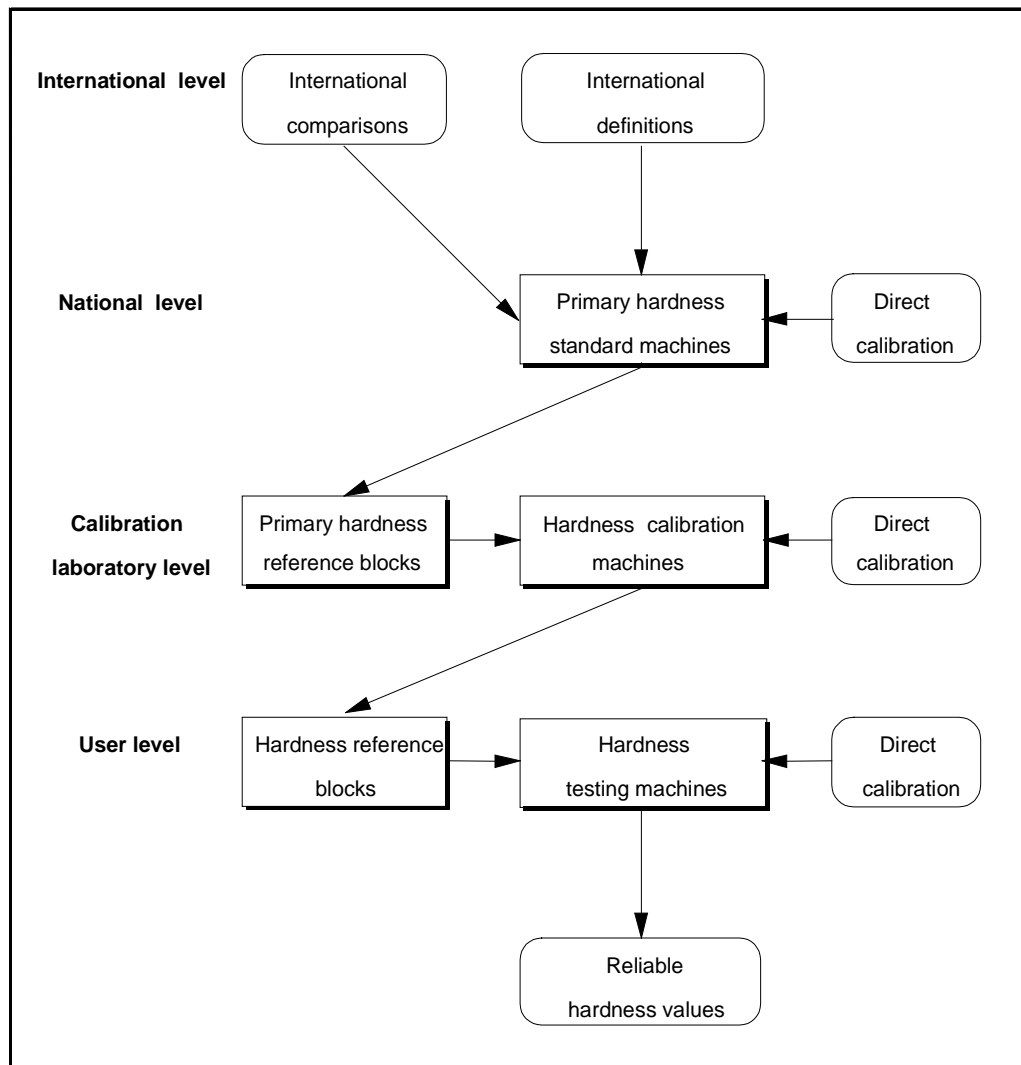 International level
International
comparisons
International
definitions
National level
Primary hardness
standard machines
Direct
calibration
Calibration
laboratory level
Primary hardness
reference blocks
Hardness calibration
machines
Direct
calibration
User level
Hardness reference
blocks
Hardness
testing machines
Direct
calibration
Reliable
hardness values